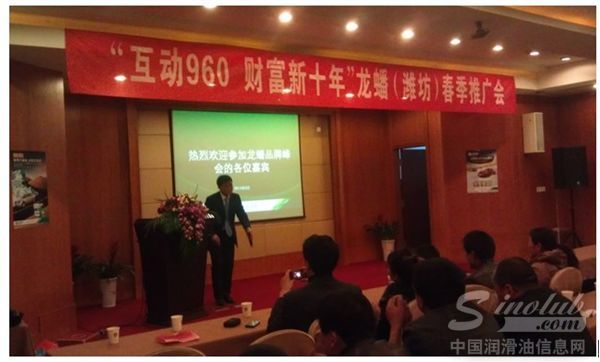 “互动960 财富新十年”龙蟠（潍坊）春季推广会
热烈欢迎参加龙蟠品牌峰
会的各位嘉宾
Sinolub.com
中国润滑油信息网